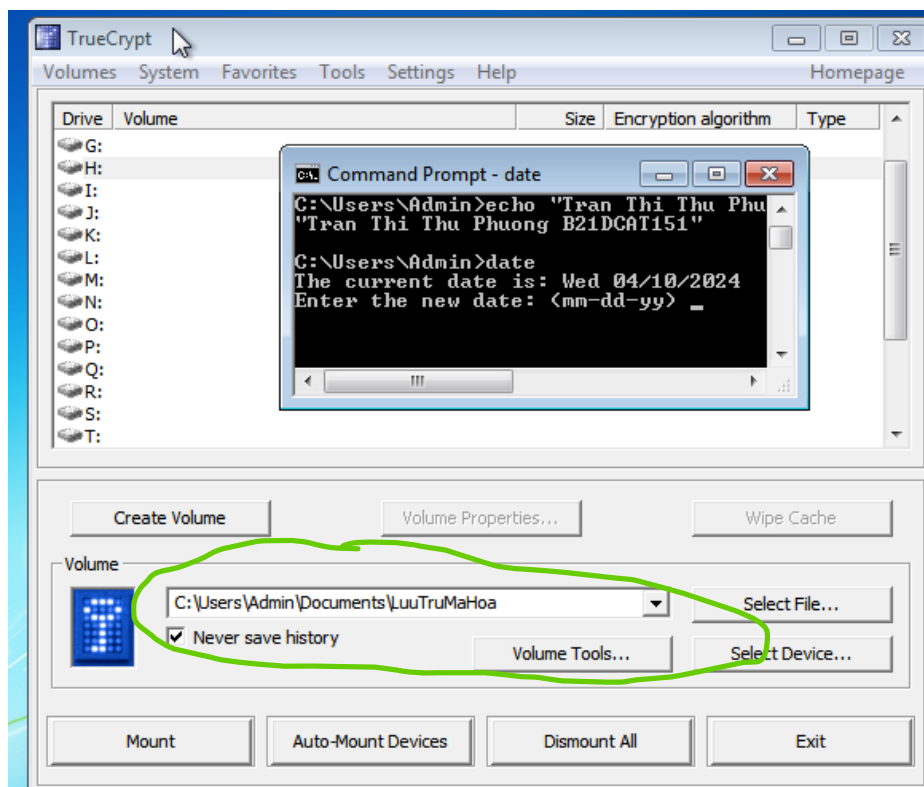 TrueCrypt
Volumes System Favorites Tools Settings Help Homepage
Drive Volume Size Encryption algorithm Type
G:
H:
I:
J:
K:
L:
M:
N:
O:
P:
Q:
R:
S:
T:
Command Prompt - date
C:\Users\Admin>echo "Tran Thi Thu Phu
"Tran Thi Thu Phuong B21DCAT151"
C:\Users\Admin>date
The current date is: Wed 04/10/2024
Enter the new date: (mm-dd-yy) _
Create Volume Volume Properties... Wipe Cache
Volume
C:\Users\Admin\Documents\LuuTruMaHoa Select File...
Never save history
Volume Tools... Select Device...
Mount Auto-Mount Devices Dismount All Exit